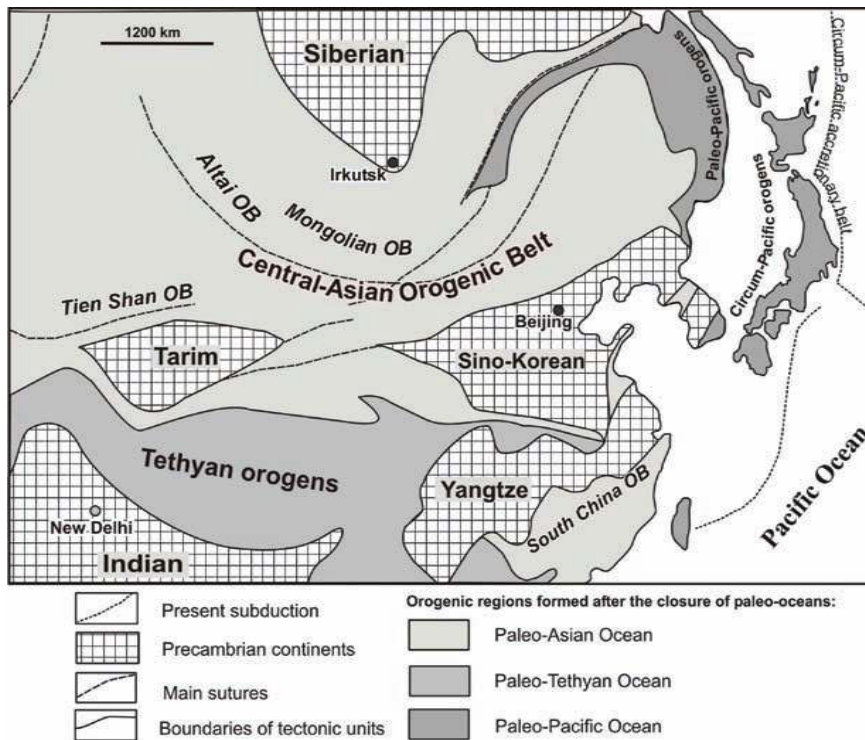 1200 km
Siberian
Irkutsk
Paleo-Pacific orogens
Circum-Pacific accretionary belt
Circum-Pacific orogens
Altai OB
Mongolian OB
Central-Asian Orogenic Belt
Tien Shan OB
Tarim
Beijing
Sino-Korean
Tethyan orogens
Yangtze
South China OB
Pacific Ocean
New Delhi
Indian
Present subduction
Precambrian continents
Main sutures
Boundaries of tectonic units
Orogenic regions formed after the closure of paleo-oceans:
Paleo-Asian Ocean
Paleo-Tethyan Ocean
Paleo-Pacific Ocean